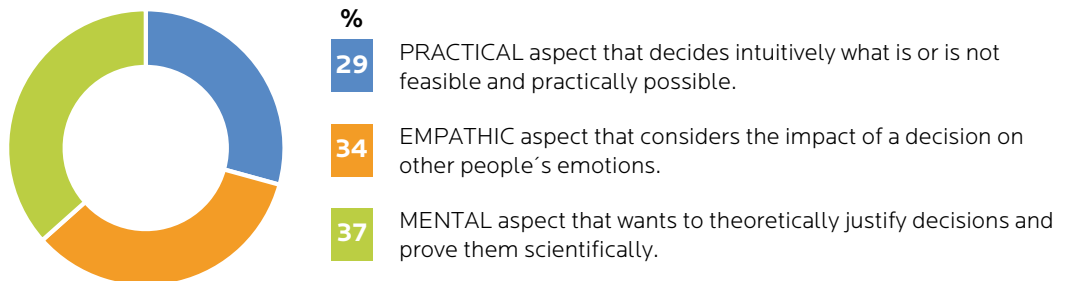 %
29 PRACTICAL aspect that decides intuitively what is or is not
feasible and practically possible.
34 EMPATHIC aspect that considers the impact of a decision on
other people´s emotions.
37 MENTAL aspect that wants to theoretically justify decisions and
prove them scientifically.